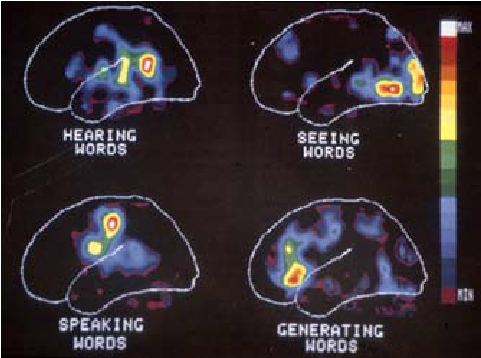 MAX
HEARING
WORDS
SEEING
WORDS
MIN
SPEAKING
WORDS
GENERATING
WORDS